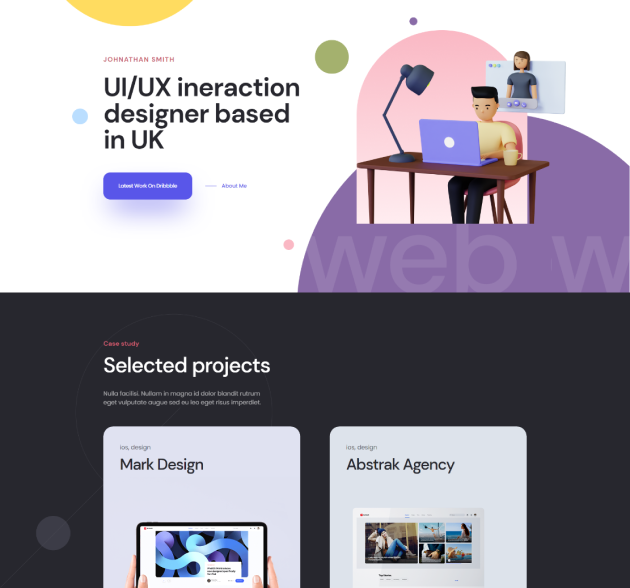 JOHNATHAN SMITH
UI/UX ineraction
designer based
in UK
Latest Work On Dribbble
About Me
web w
Case study
Selected projects
Nulla facilisi. Nullam in magna id dolor blandit rutrum
eget vulputate augue sed eu leo eget risus imperdiet.
ios, design
Mark Design
ios, design
Abstrak Agency